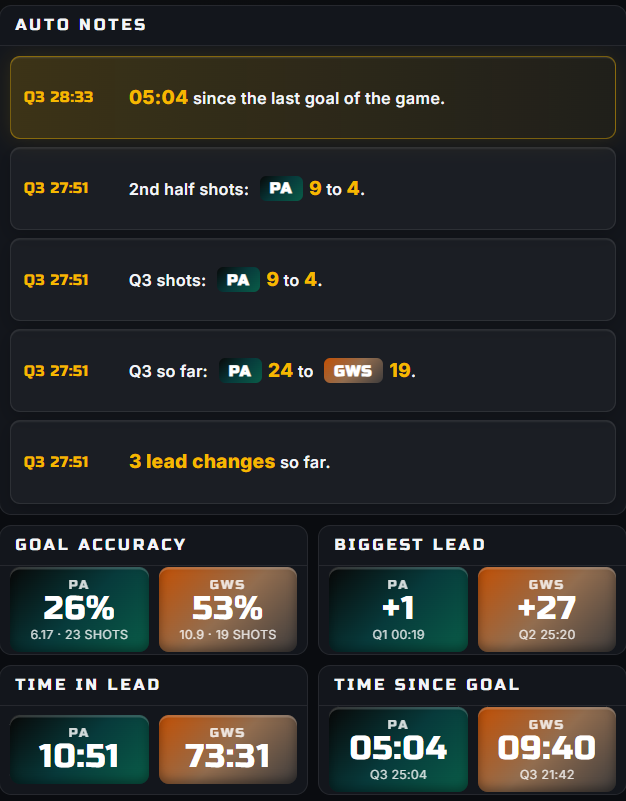 AUTO NOTES
Q3 28:33 05:04 since the last goal of the game.
Q3 27:51 2nd half shots: PA 9 to 4.
Q3 27:51 Q3 shots: PA 9 to 4.
Q3 27:51 Q3 so far: PA 24 to GWS 19.
Q3 27:51 3 lead changes so far.
GOAL ACCURACY
PA
26%
6.17 · 23 SHOTS
GWS
53%
10.9 · 19 SHOTS
BIGGEST LEAD
PA
+1
Q1 00:19
GWS
+27
Q2 25:20
TIME IN LEAD
PA
10:51
GWS
73:31
TIME SINCE GOAL
PA
05:04
Q3 25:04
GWS
09:40
Q3 21:42